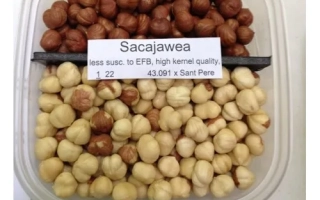 Sacajawea
less susc. to EFB, high kernel quality,
1 22 43.091 x Sant Pere